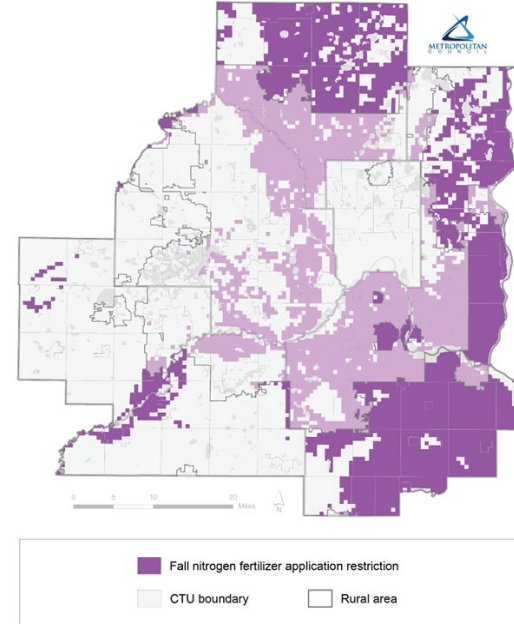 METROPOLITAN
COUNCIL
0 5 10 20
Miles
N
Fall nitrogen fertilizer application restriction
CTU boundary
Rural area